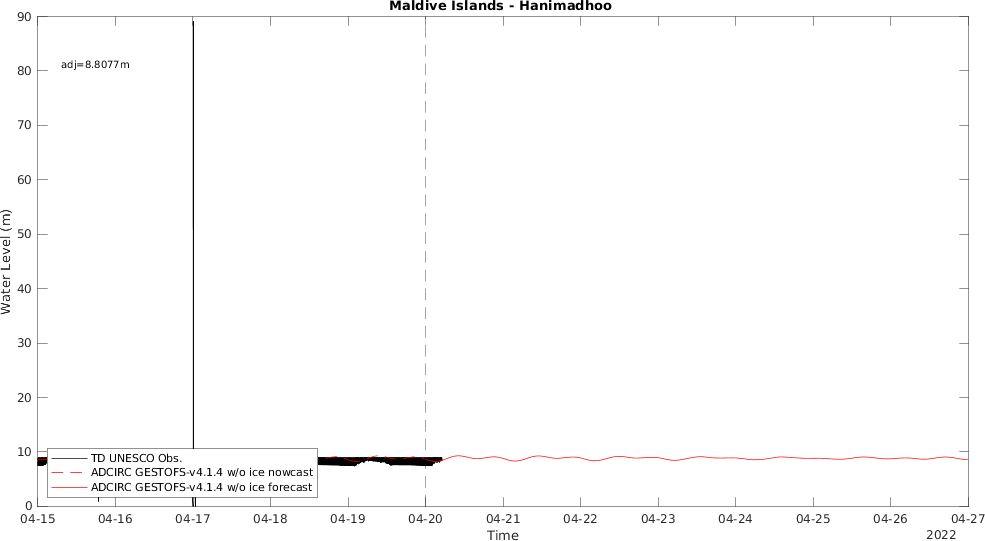 Maldive Islands - Hanimadhoo
adj=8.8077m
Water Level (m)
90
80
70
60
50
40
30
20
10
0
TD UNESCO Obs.
ADCIRC GESTOFS-v4.1.4 w/o ice nowcast
ADCIRC GESTOFS-v4.1.4 w/o ice forecast
04-15 04-16 04-17 04-18 04-19 04-20 04-21 04-22 04-23 04-24 04-25 04-26 04-27
Time
2022